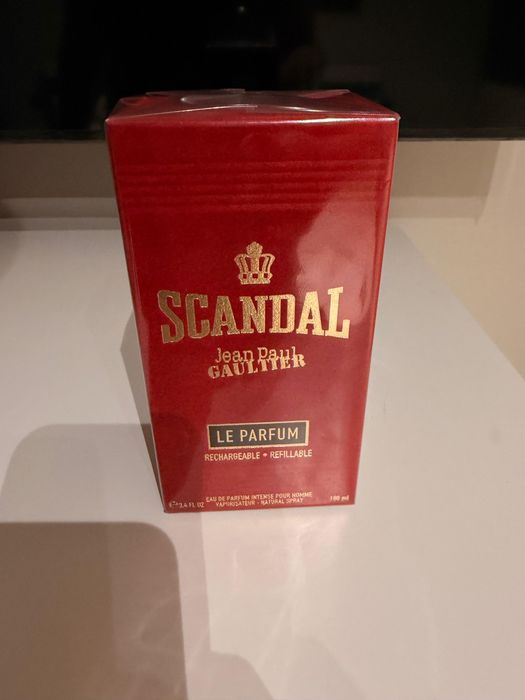 SCANDAL
Jean Paul
GAULTIER
LE PARFUM
RECHARGEABLE • REFILLABLE
EAU DE PARFUM INTENSE POUR HOMME
℮ 3.4 FL OZ VAPORISATEUR - NATURAL SPRAY 100 ml